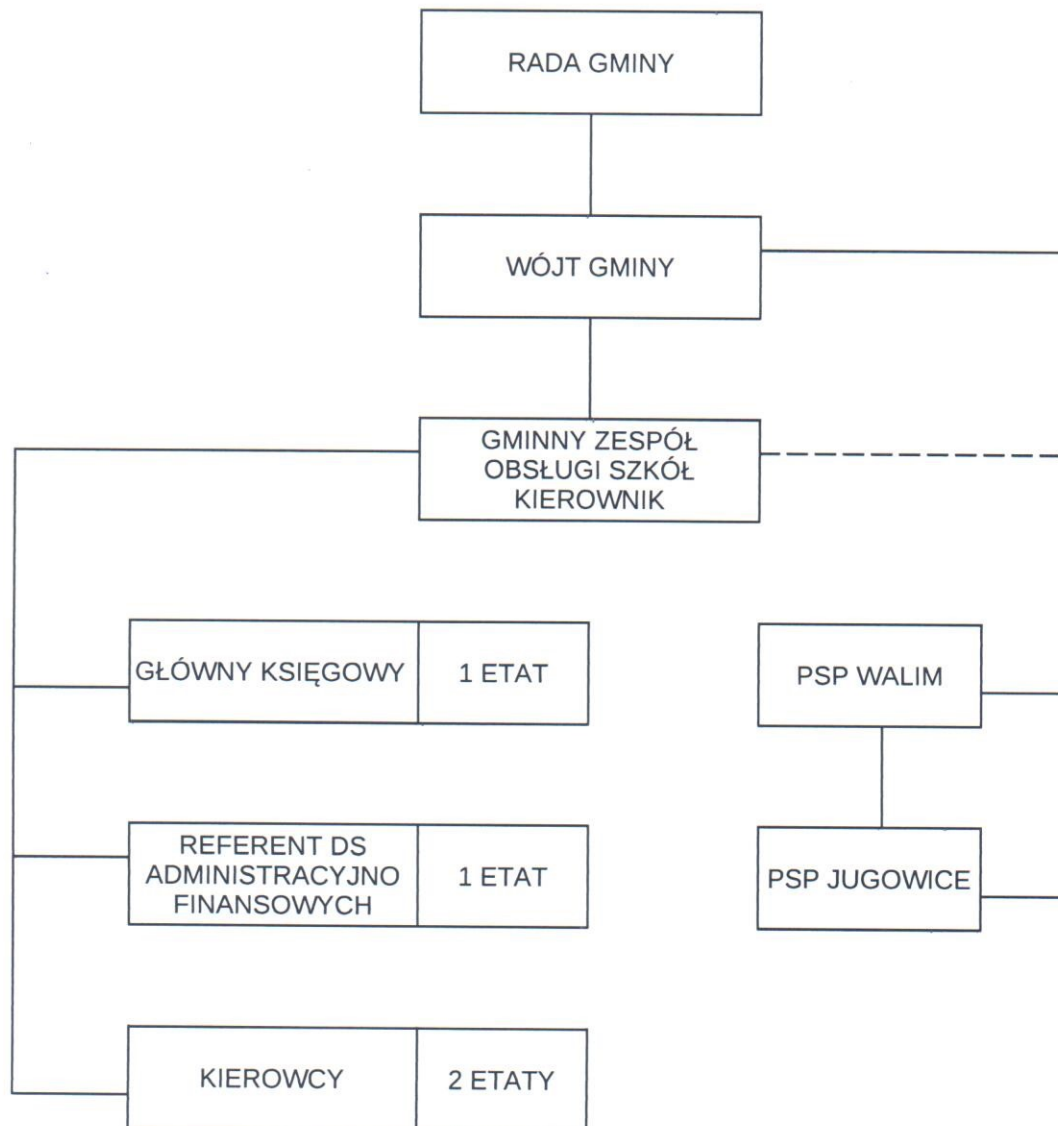 RADA GMINY
WÓJT GMINY
GMINNY ZESPÓŁ
OBSŁUGI SZKÓŁ
KIEROWNIK
GŁÓWNY KSIĘGOWY
1 ETAT
PSP WALIM
REFERENT DS
ADMINISTRACYJNO
FINANSOWYCH
1 ETAT
PSP JUGOWICE
KIEROWCY
2 ETATY